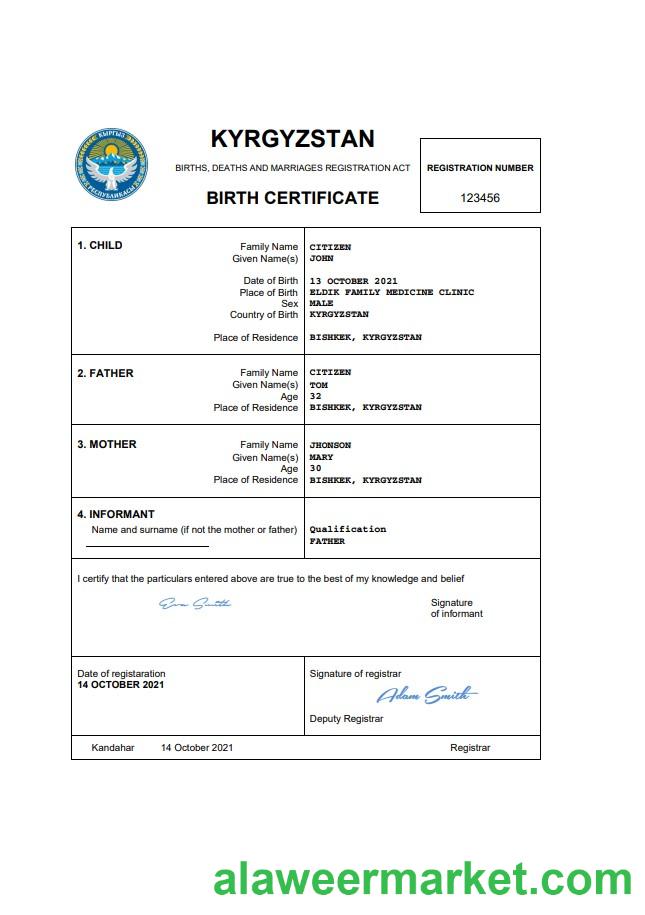 КЫРГЫЗ
РЕСПУБЛИКАСЫ
KYRGYZSTAN
BIRTHS, DEATHS AND MARRIAGES REGISTRATION ACT
BIRTH CERTIFICATE
REGISTRATION NUMBER
123456
1. CHILD
Family Name CITIZEN
Given Name(s) JOHN
Date of Birth 13 OCTOBER 2021
Place of Birth ELDIK FAMILY MEDICINE CLINIC
Sex MALE
Country of Birth KYRGYZSTAN
Place of Residence BISHKEK, KYRGYZSTAN
2. FATHER
Family Name CITIZEN
Given Name(s) TOM
Age 32
Place of Residence BISHKEK, KYRGYZSTAN
3. MOTHER
Family Name JHONSON
Given Name(s) MARY
Age 30
Place of Residence BISHKEK, KYRGYZSTAN
4. INFORMANT
Name and surname (if not the mother or father) Qualification
FATHER
I certify that the particulars entered above are true to the best of my knowledge and belief
Eva Smith Signature
of informant
Date of registaration
14 OCTOBER 2021
Signature of registrar
Adam Smith
Deputy Registrar
Kandahar 14 October 2021 Registrar
alaweermarket.com